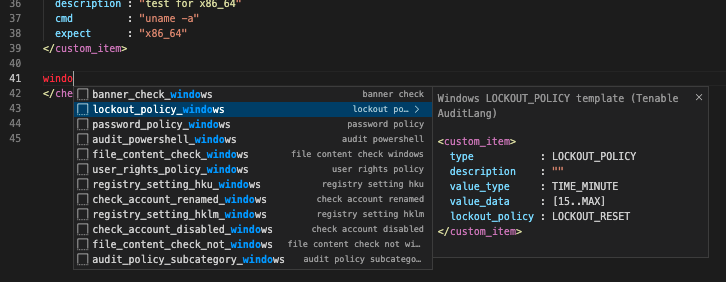 36 description : "test for x86_64"
37 cmd : "uname -a"
38 expect : "x86_64"
39 </custom_item>
40
41 windo
42 </che
43
44
45
banner_check_windows banner check
lockout_policy_windows lockout po... >
password_policy_windows password policy
audit_powershell_windows audit powershell
file_content_check_windows file content check windows
user_rights_policy_windows user rights policy
registry_setting_hku_windows registry setting hku
check_account_renamed_windows check account renamed
registry_setting_hklm_windows registry setting hklm
check_account_disabled_windows check account disabled
file_content_check_not_windows file content check not wi...
audit_policy_subcategory_windows audit policy subcatego...
Windows LOCKOUT_POLICY template (Tenable
AuditLang)
<custom_item>
type : LOCKOUT_POLICY
description : ""
value_type : TIME_MINUTE
value_data : [15..MAX]
lockout_policy : LOCKOUT_RESET
</custom_item>